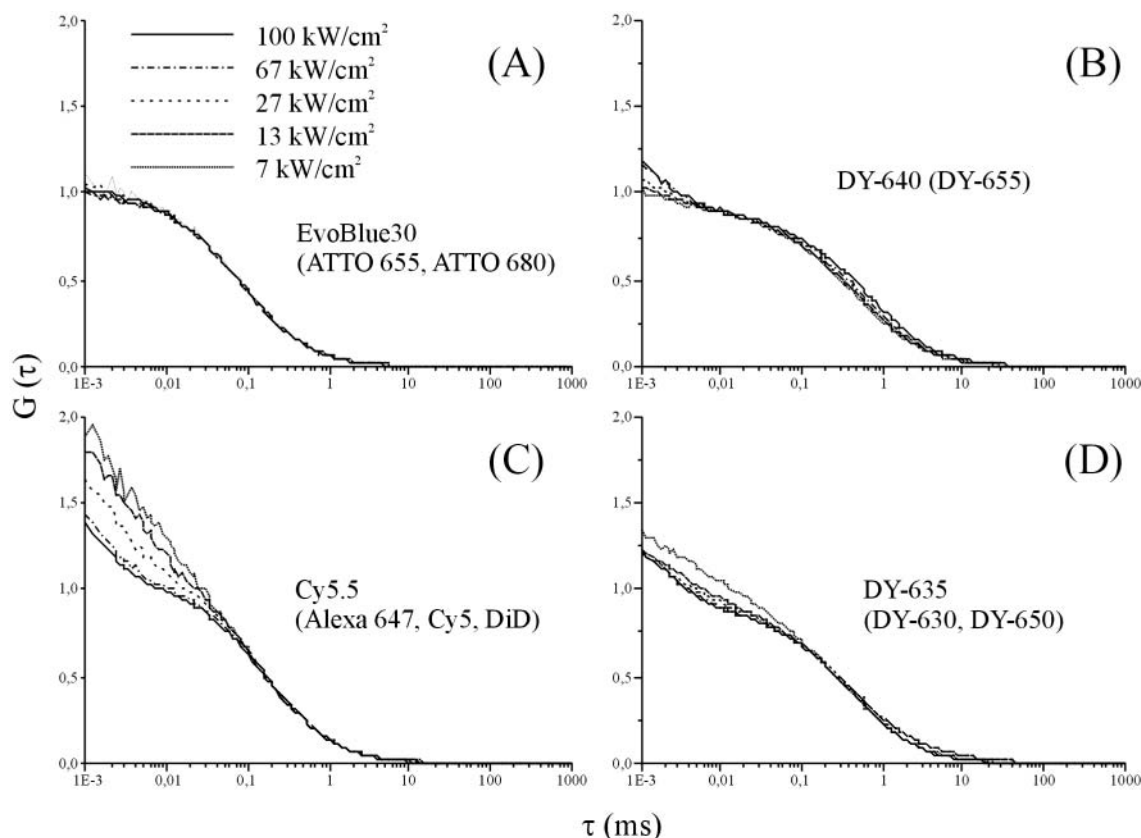 2,0
1,5
1,0
0,5
0,0
1E-3 0,01 0,1 1 10 100 1000
100 kW/cm²
67 kW/cm²
27 kW/cm²
13 kW/cm²
7 kW/cm²
(A)
EvoBlue30
(ATTO 655, ATTO 680)
2,0
1,5
1,0
0,5
0,0
1E-3 0,01 0,1 1 10 100 1000
(B)
DY-640 (DY-655)
G (τ)
2,0
1,5
1,0
0,5
0,0
1E-3 0,01 0,1 1 10 100 1000
(C)
Cy5.5
(Alexa 647, Cy5, DiD)
2,0
1,5
1,0
0,5
0,0
1E-3 0,01 0,1 1 10 100 1000
(D)
DY-635
(DY-630, DY-650)
τ (ms)